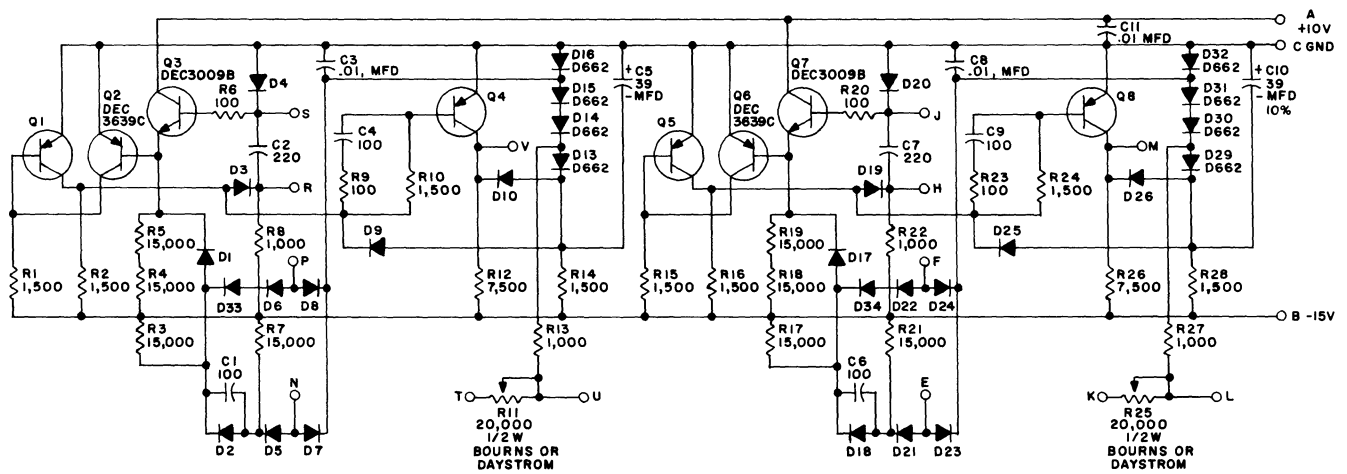 A
+10V
C11
.01 MFD
C GND
Q3
DEC3009B
R6
100
D4
S
C3
.01, MFD
D16
D662
+ C5
39
-MFD
D15
D662
D14
D662
D13
D662
Q4
V
D10
Q1
Q2
DEC
3639C
C2
220
D3
R
C4
100
R9
100
R10
1,500
D9
R5
15,000
D1
R8
1,000
P
R1
1,500
R2
1,500
R4
15,000
D33
D6
D8
R12
7,500
R14
1,500
R3
15,000
R7
15,000
R13
1,000
C1
100
N
D2
D5
D7
T
U
R11
20,000
1/2W
BOURNS OR
DAYSTROM
Q7
DEC3009B
R20
100
D20
J
C8
.01, MFD
D32
D662
+ C10
39
- MFD
10%
D31
D662
D30
D662
D29
D662
Q8
M
D26
Q5
Q6
DEC
3639C
C7
220
D19
H
C9
100
R23
100
R24
1,500
D25
R19
15,000
D17
R22
1,000
F
R15
1,500
R16
1,500
R18
15,000
D34
D22
D24
R26
7,500
R28
1,500
B -15V
R17
15,000
R21
15,000
R27
1,000
C6
100
E
D18
D21
D23
K
L
R25
20,000
1/2W
BOURNS OR
DAYSTROM